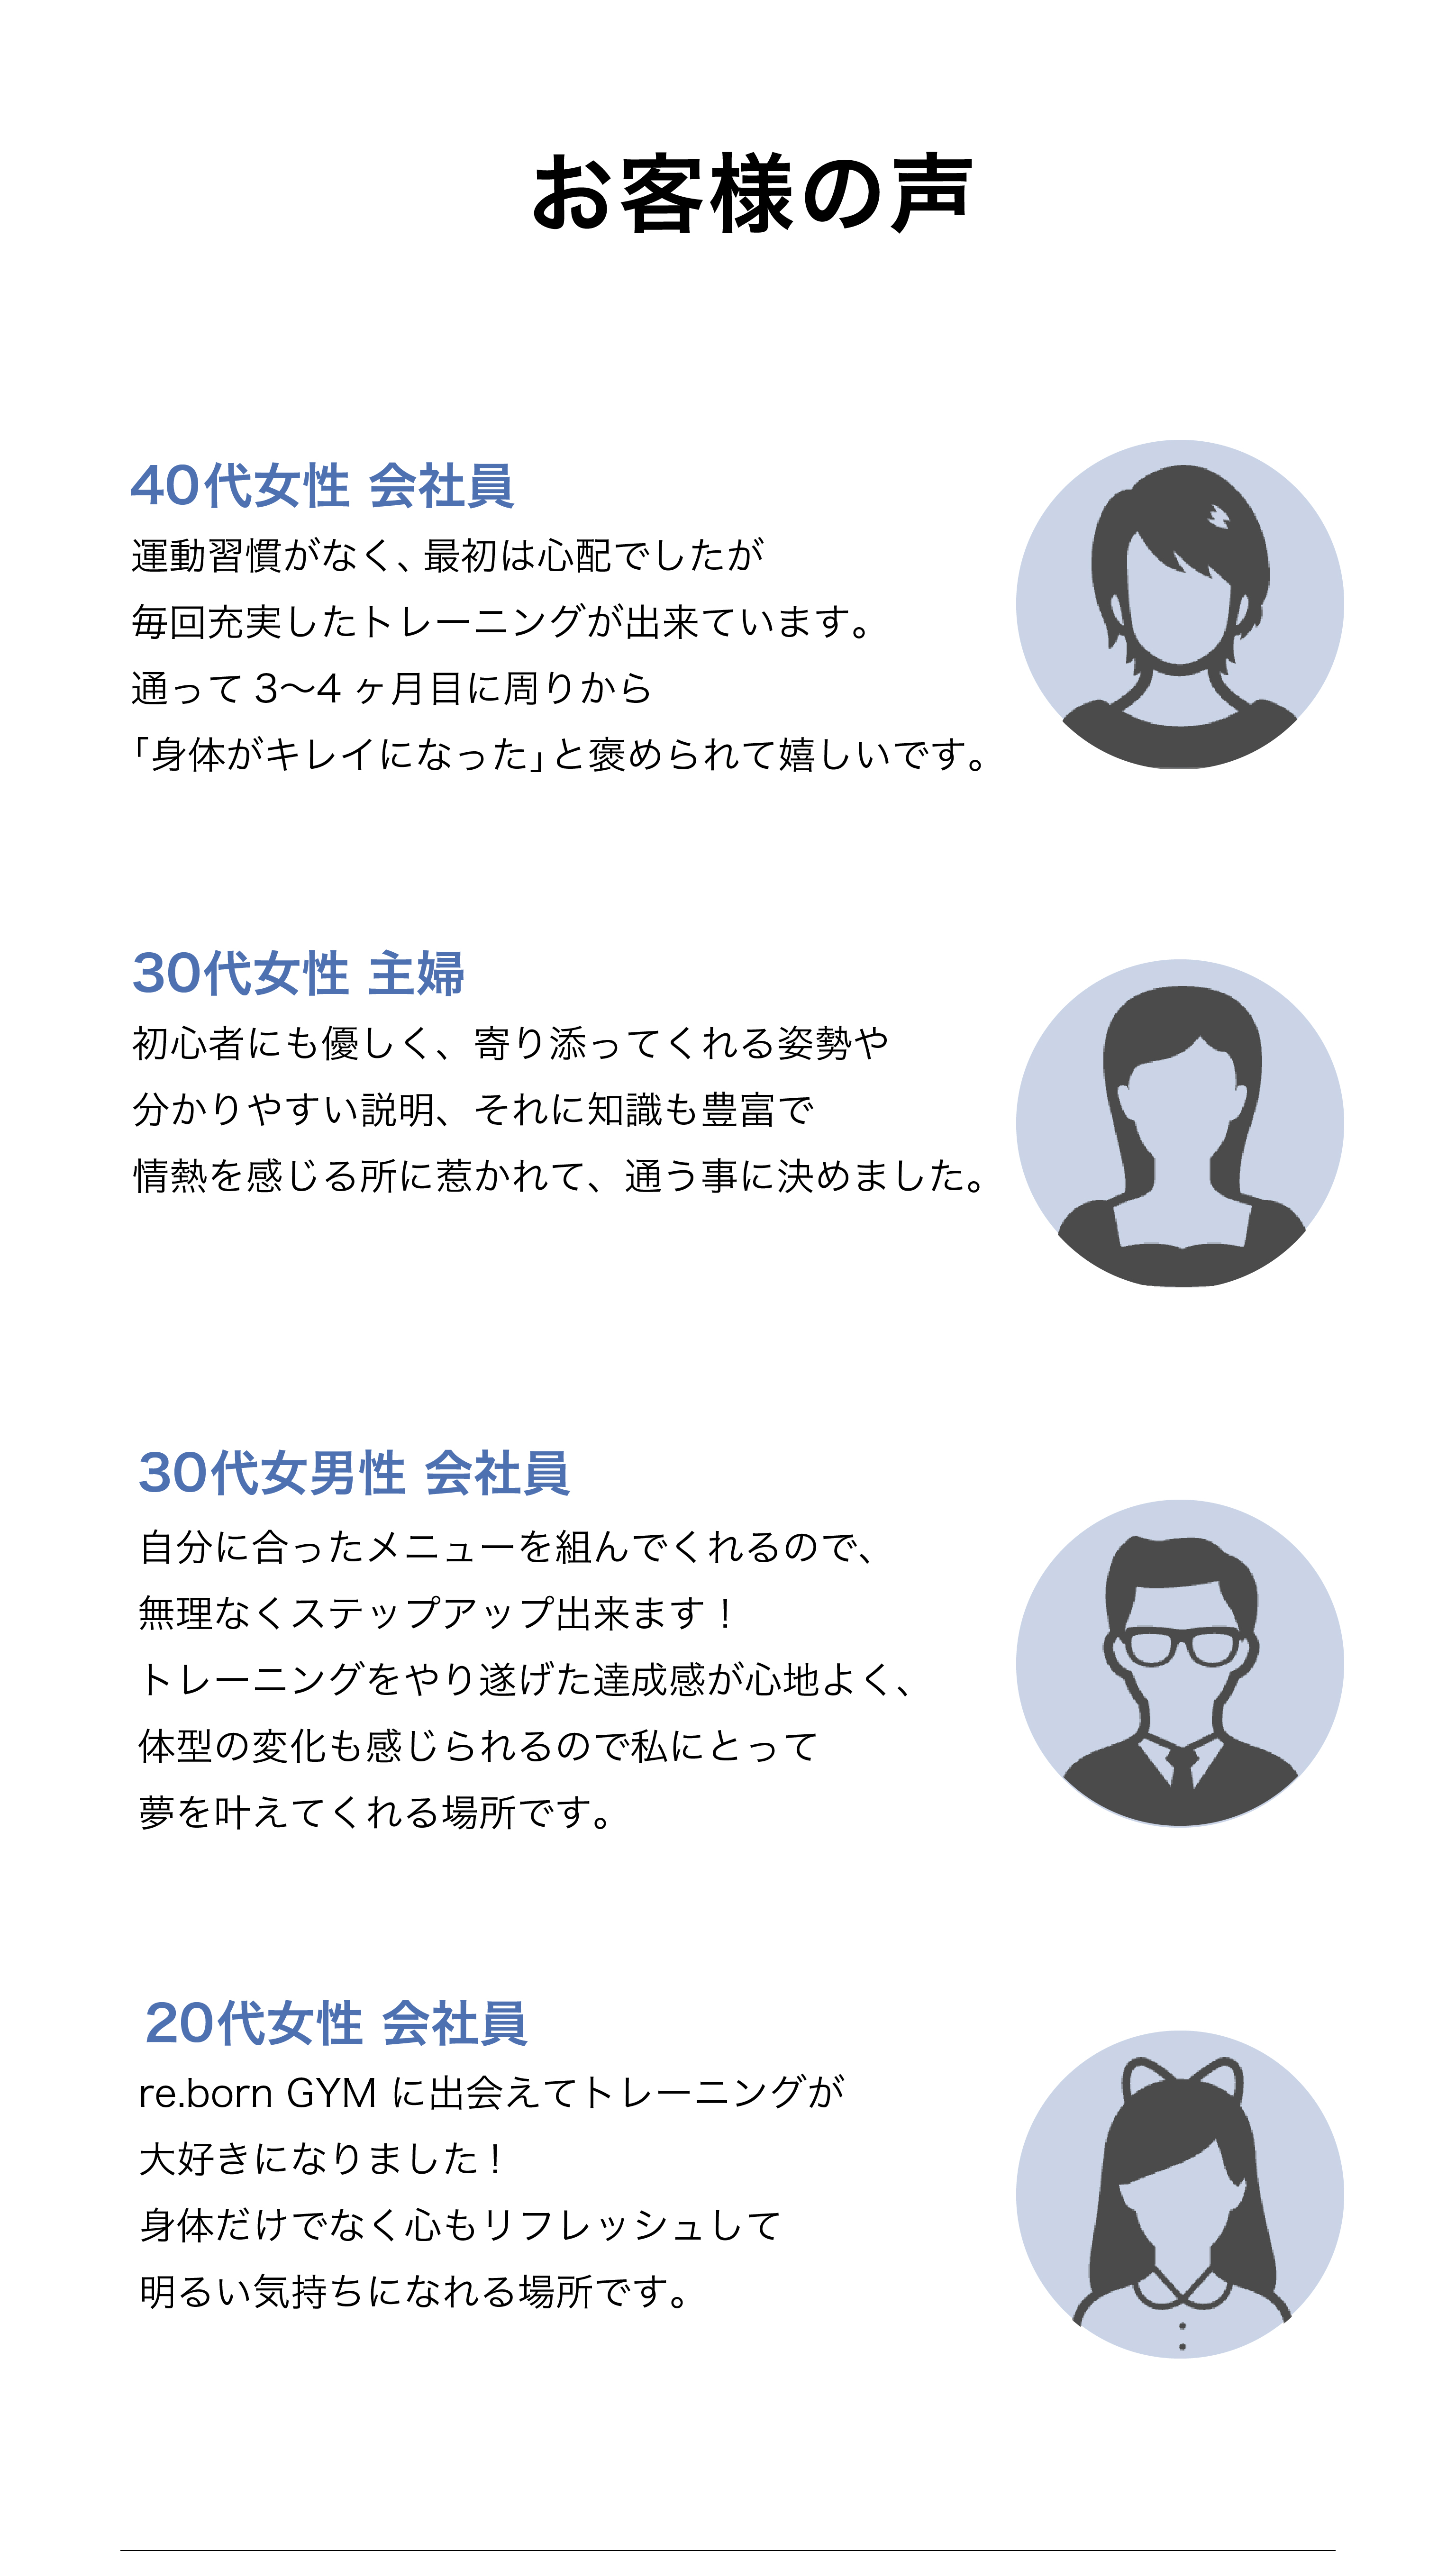 お客様の声
40代女性 会社員
運動習慣がなく、最初は心配でしたが
毎回充実したトレーニングが出来ています。
通って 3〜4 ヶ月目に周りから
「身体がキレイになった」と褒められて嬉しいです。
30代女性 主婦
初心者にも優しく、寄り添ってくれる姿勢や
分かりやすい説明、それに知識も豊富で
情熱を感じる所に惹かれて、通う事に決めました。
30代女男性 会社員
自分に合ったメニューを組んでくれるので、
無理なくステップアップ出来ます！
トレーニングをやり遂げた達成感が心地よく、
体型の変化も感じられるので私にとって
夢を叶えてくれる場所です。
20代女性 会社員
re.born GYM に出会えてトレーニングが
大好きになりました！
身体だけでなく心もリフレッシュして
明るい気持ちになれる場所です。